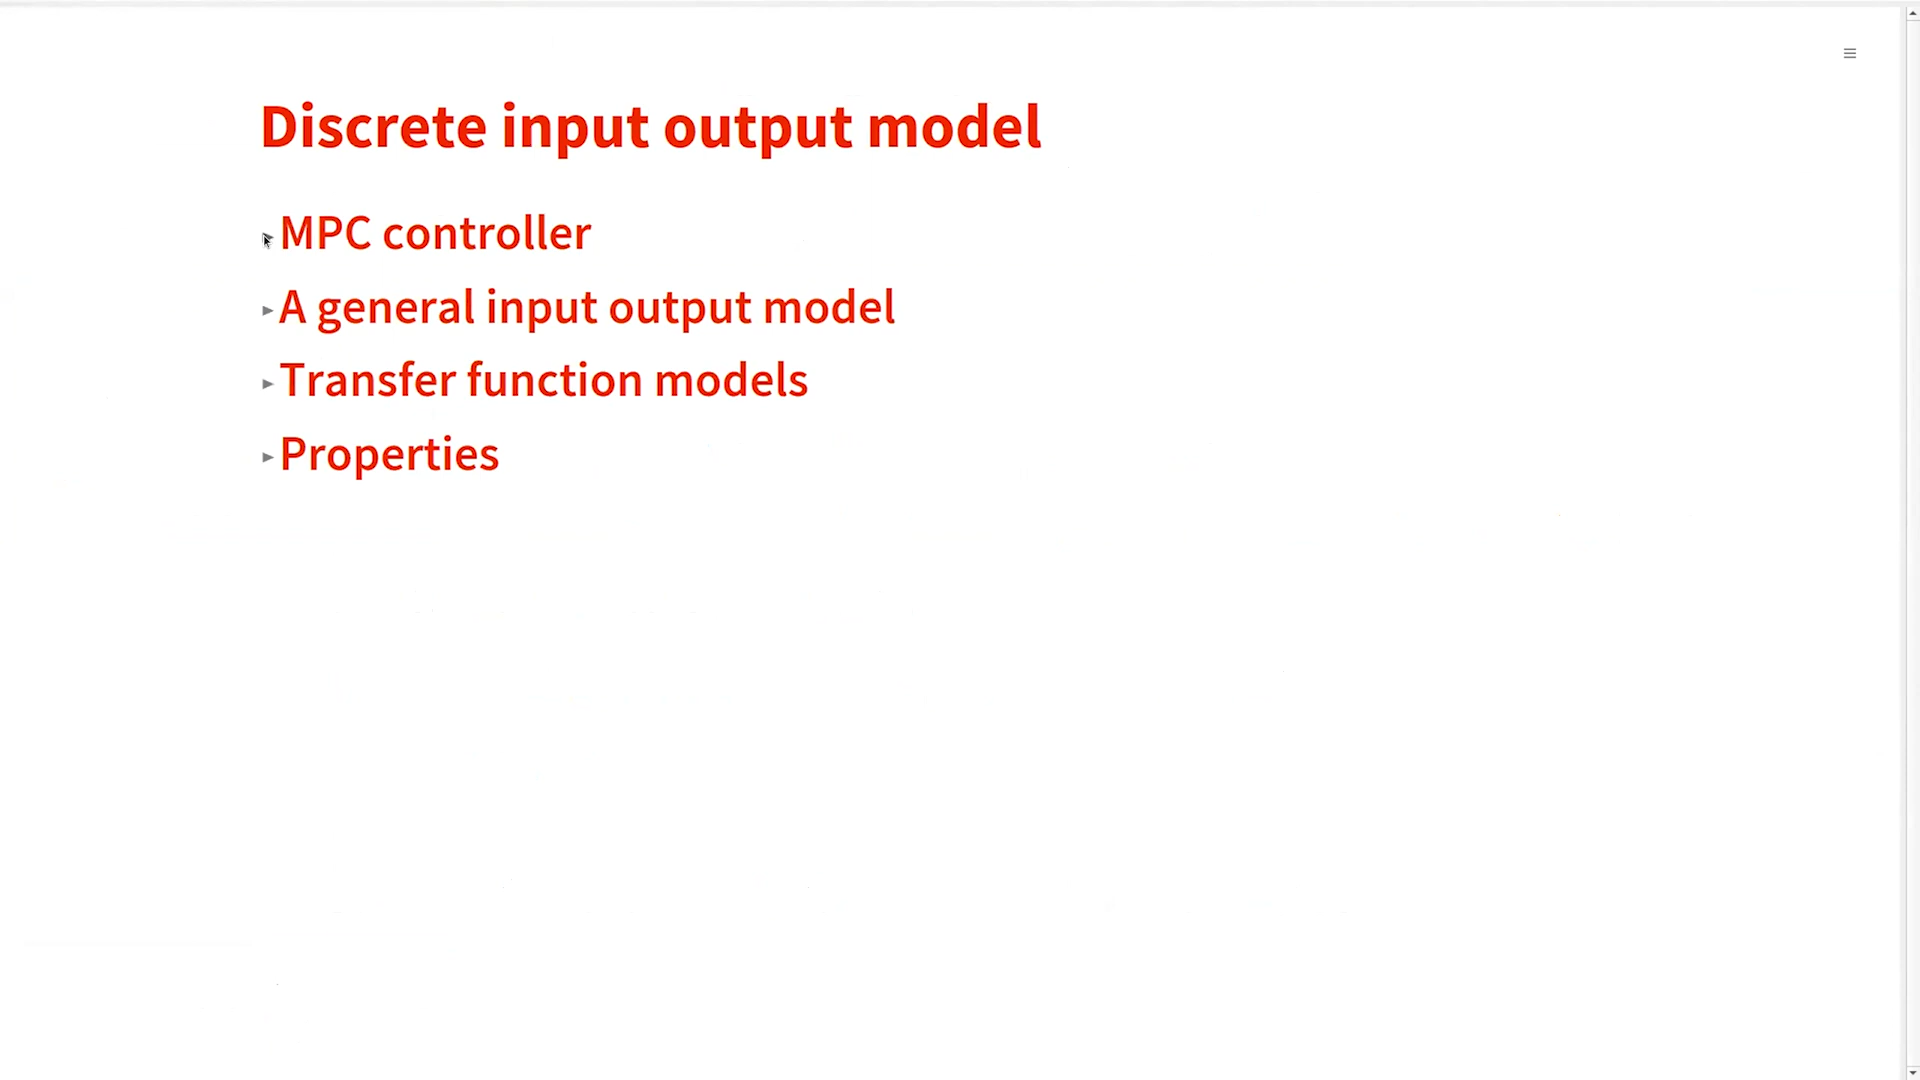 Discrete input output model
MPC controller
A general input output model
Transfer function models
Properties